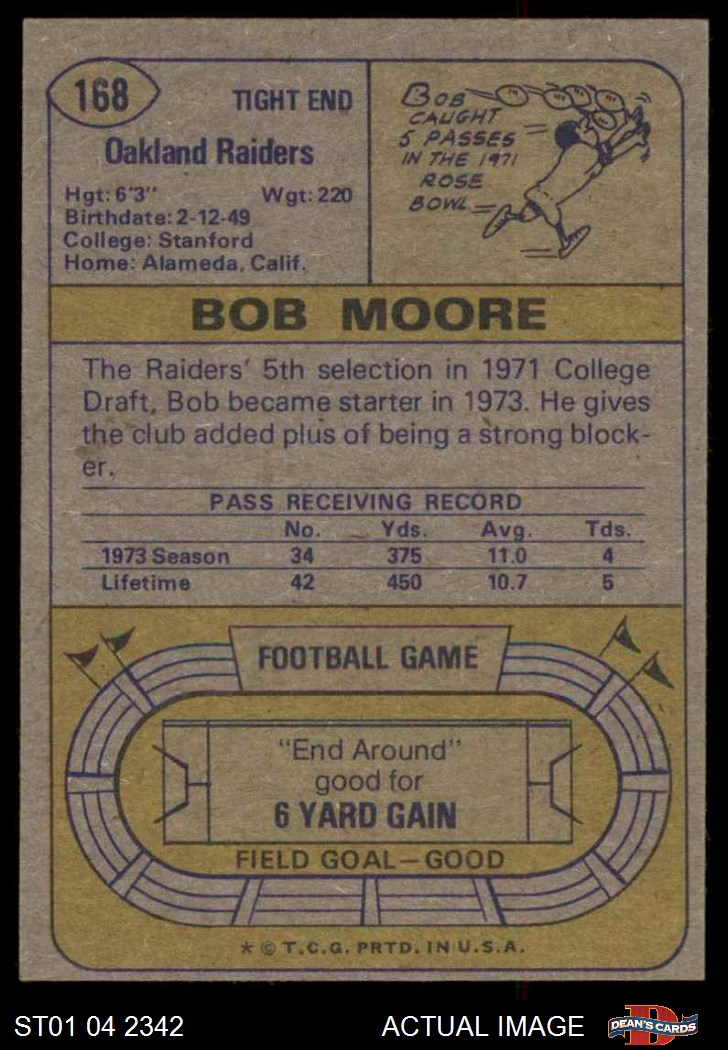 168
TIGHT END
Oakland Raiders
Hgt: 6'3" Wgt: 220
Birthdate: 2-12-49
College: Stanford
Home: Alameda, Calif.
BOB
CAUGHT
5 PASSES
IN THE 1971
ROSE
BOWL
BOB MOORE
The Raiders' 5th selection in 1971 College
Draft, Bob became starter in 1973. He gives
the club added plus of being a strong block-
er.
PASS RECEIVING RECORD
No. Yds. Avg. Tds.
1973 Season 34 375 11.0 4
Lifetime 42 450 10.7 5
FOOTBALL GAME
"End Around"
good for
6 YARD GAIN
FIELD GOAL—GOOD
* © T.C.G. PRTD. IN U.S.A.
ST01 04 2342 ACTUAL IMAGE
D
DEAN'S CARDS